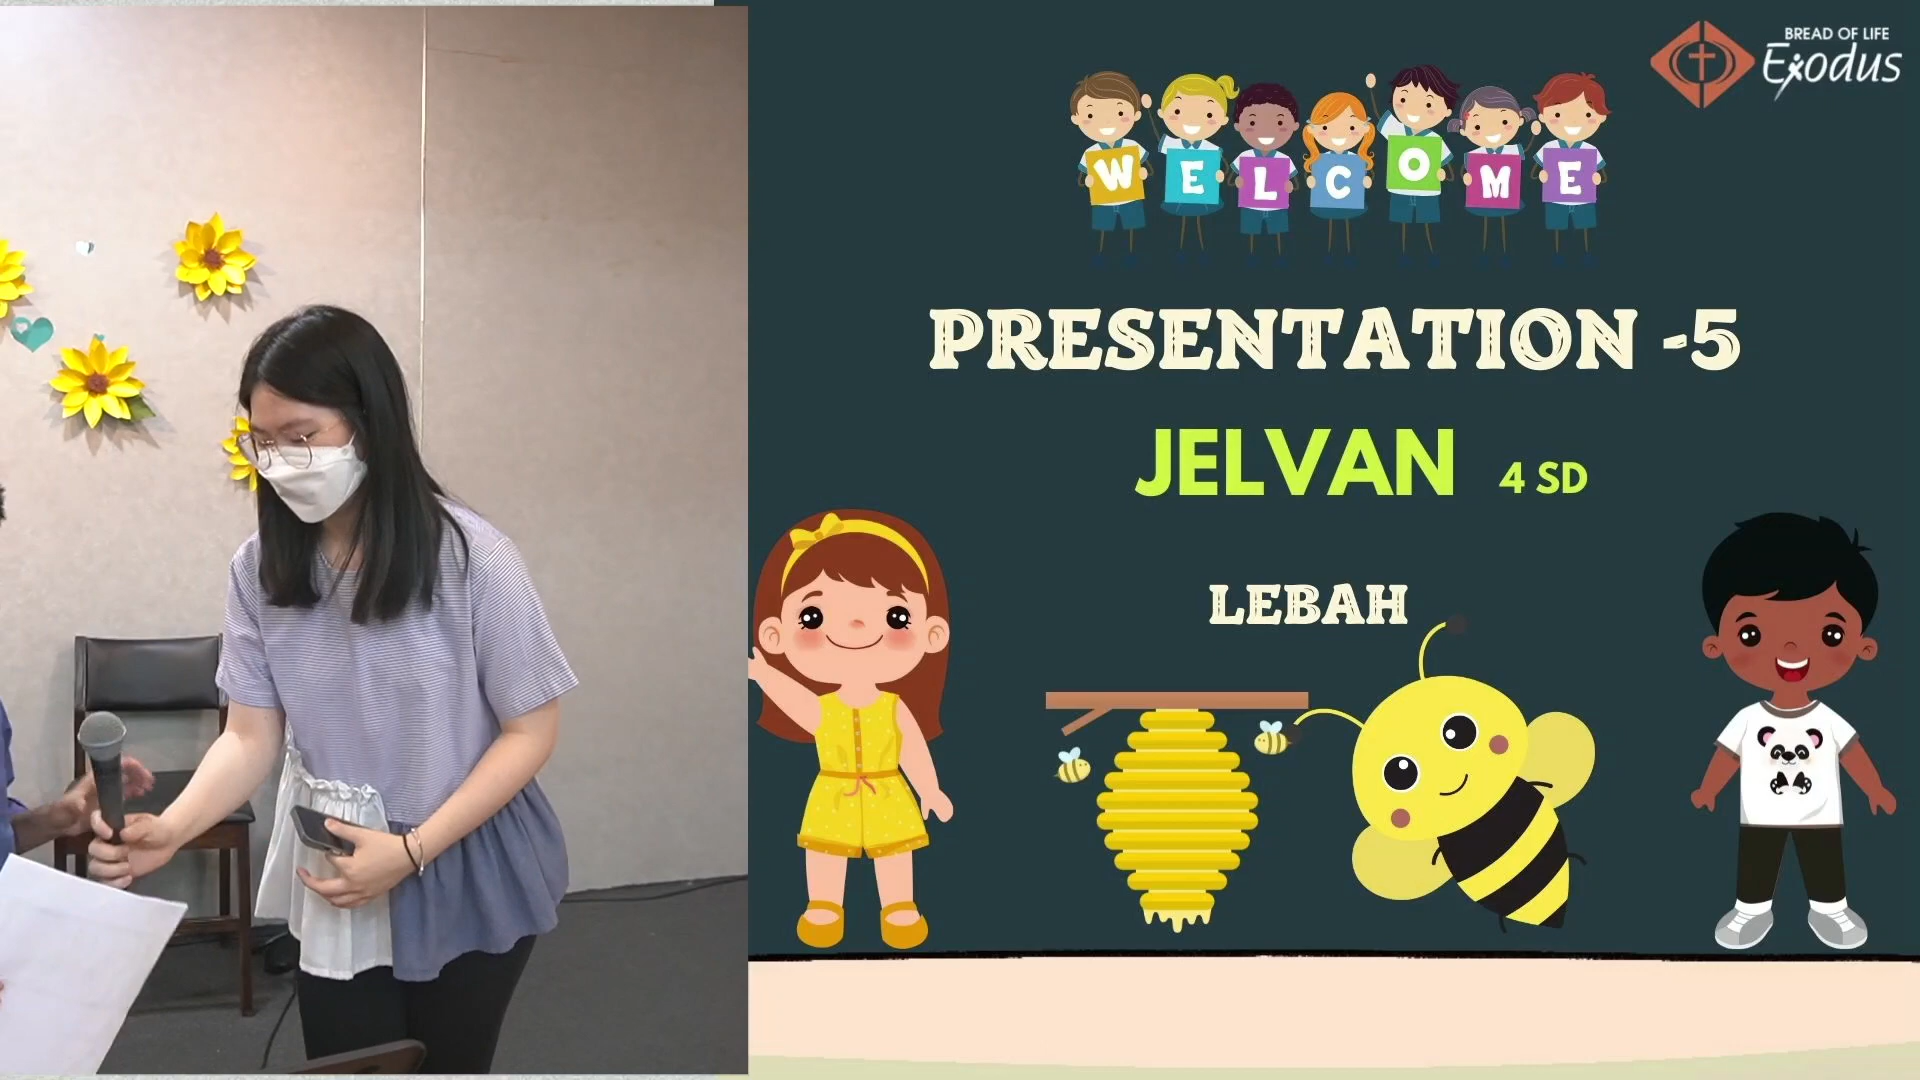 BREAD OF LIFE
Exodus
WELCOME
PRESENTATION -5
JELVAN 4 SD
LEBAH